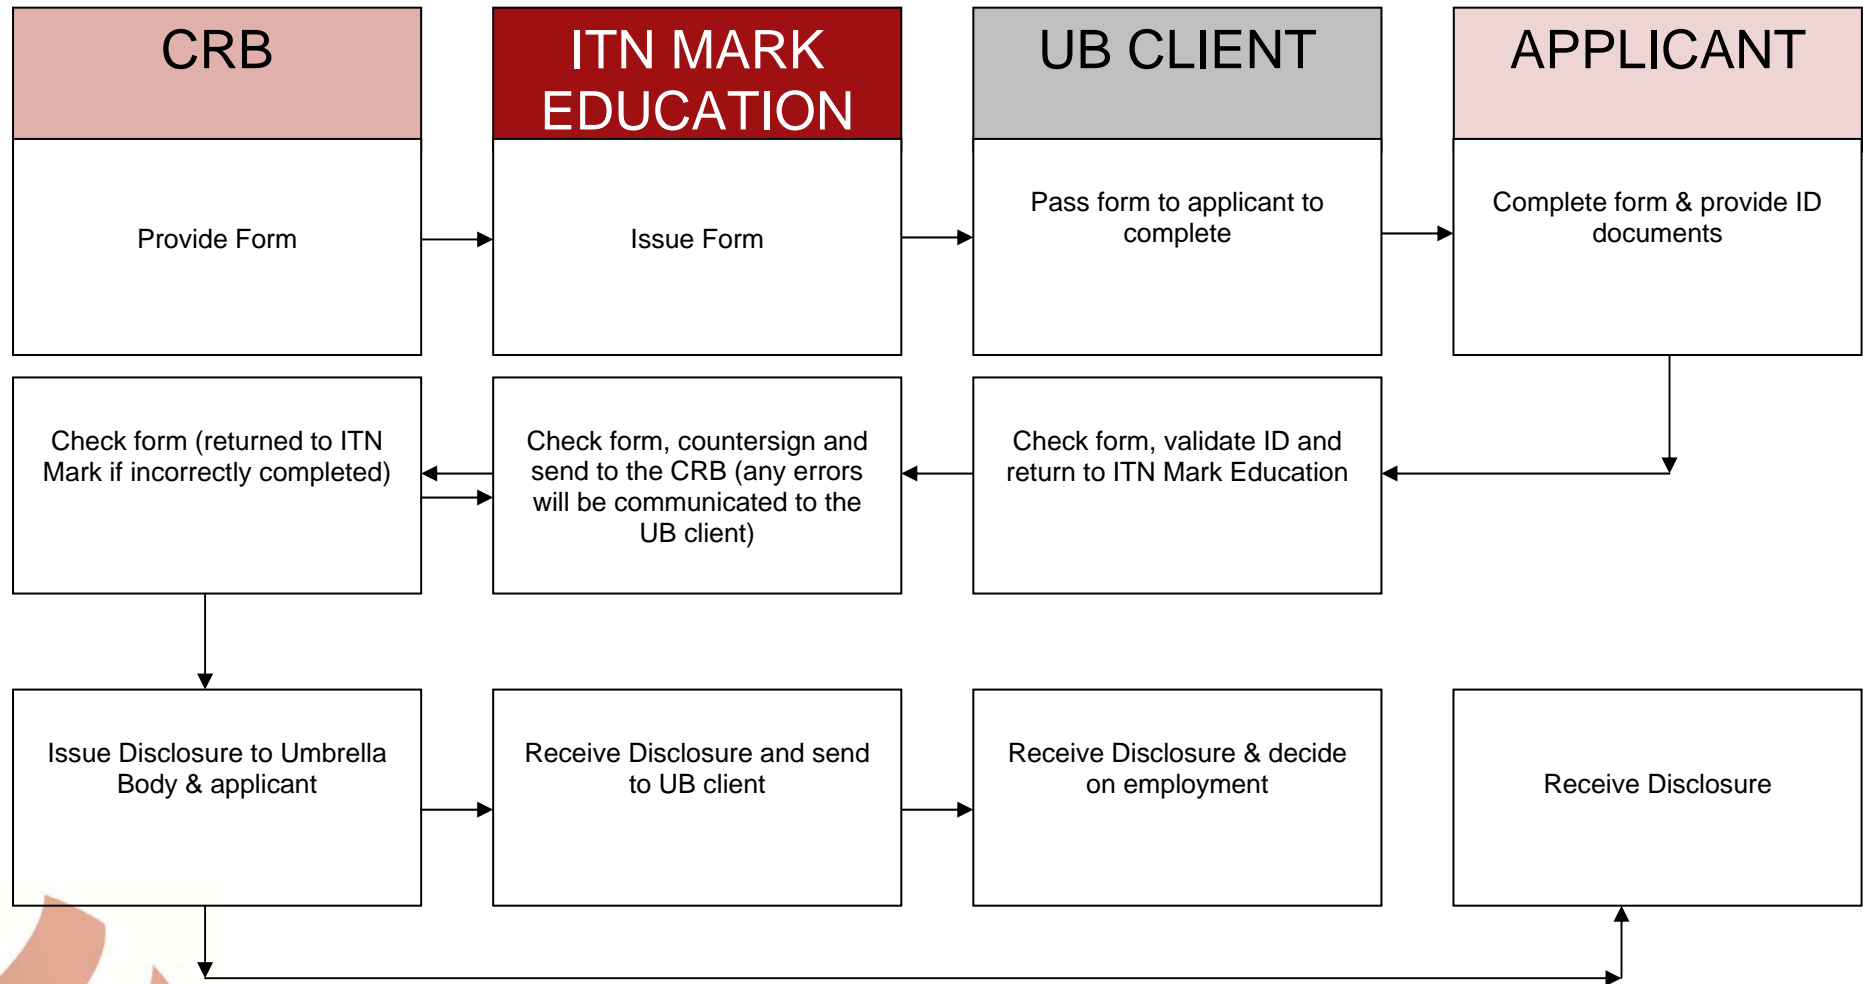 CRB
ITN MARK
EDUCATION
UB CLIENT
APPLICANT
Provide Form
Issue Form
Pass form to applicant to
complete
Complete form & provide ID
documents
Check form (returned to ITN
Mark if incorrectly completed)
Check form, countersign and
send to the CRB (any errors
will be communicated to the
UB client)
Check form, validate ID and
return to ITN Mark Education
Issue Disclosure to Umbrella
Body & applicant
Receive Disclosure and send
to UB client
Receive Disclosure & decide
on employment
Receive Disclosure